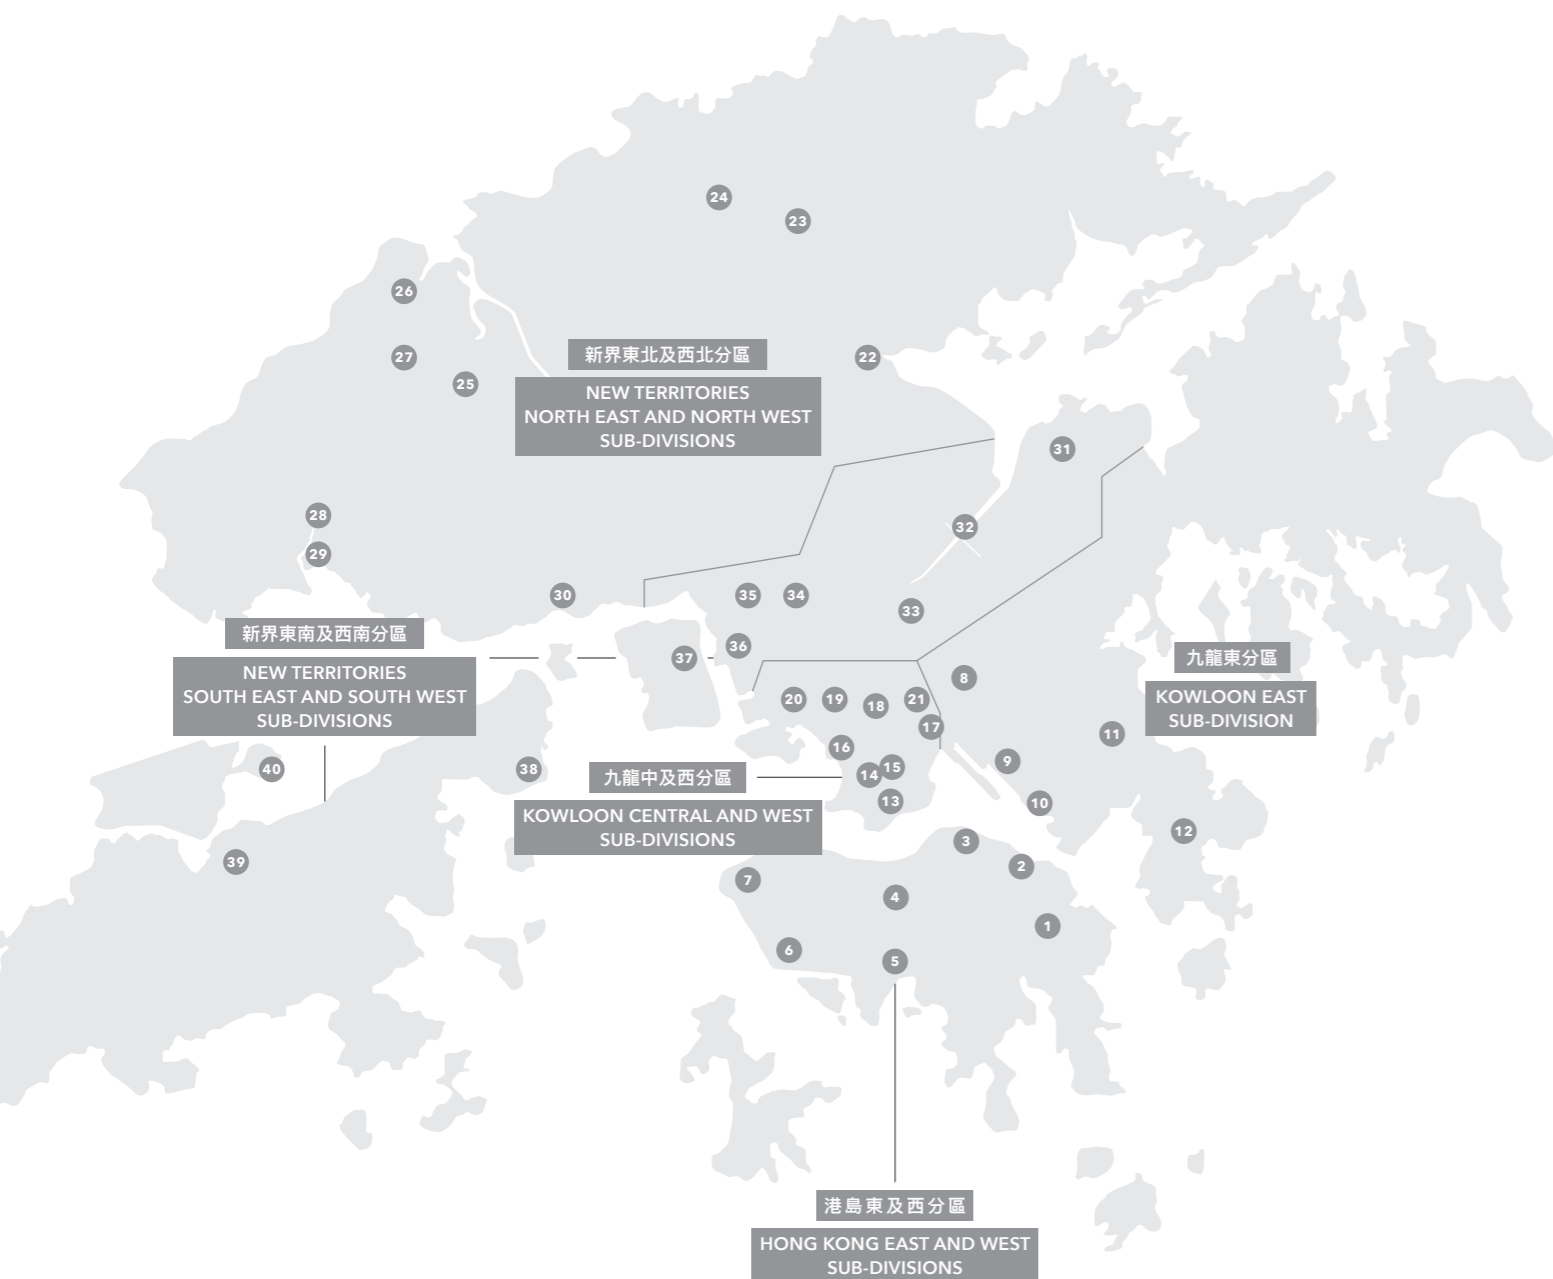 24
23
26
新界東北及西北分區
27
22
25
NEW TERRITORIES
NORTH EAST AND NORTH WEST
SUB-DIVISIONS
31
28
32
29
30
35
34
33
新界東南及西南分區
36
九龍東分區
37
NEW TERRITORIES
SOUTH EAST AND SOUTH WEST
SUB-DIVISIONS
8
KOWLOON EAST
SUB-DIVISION
20
19
18
21
17
11
16
9
40
38
九龍中及西分區
14
15
13
10
KOWLOON CENTRAL AND WEST
SUB-DIVISIONS
12
3
39
2
7
4
1
6
5
港島東及西分區
HONG KONG EAST AND WEST
SUB-DIVISIONS